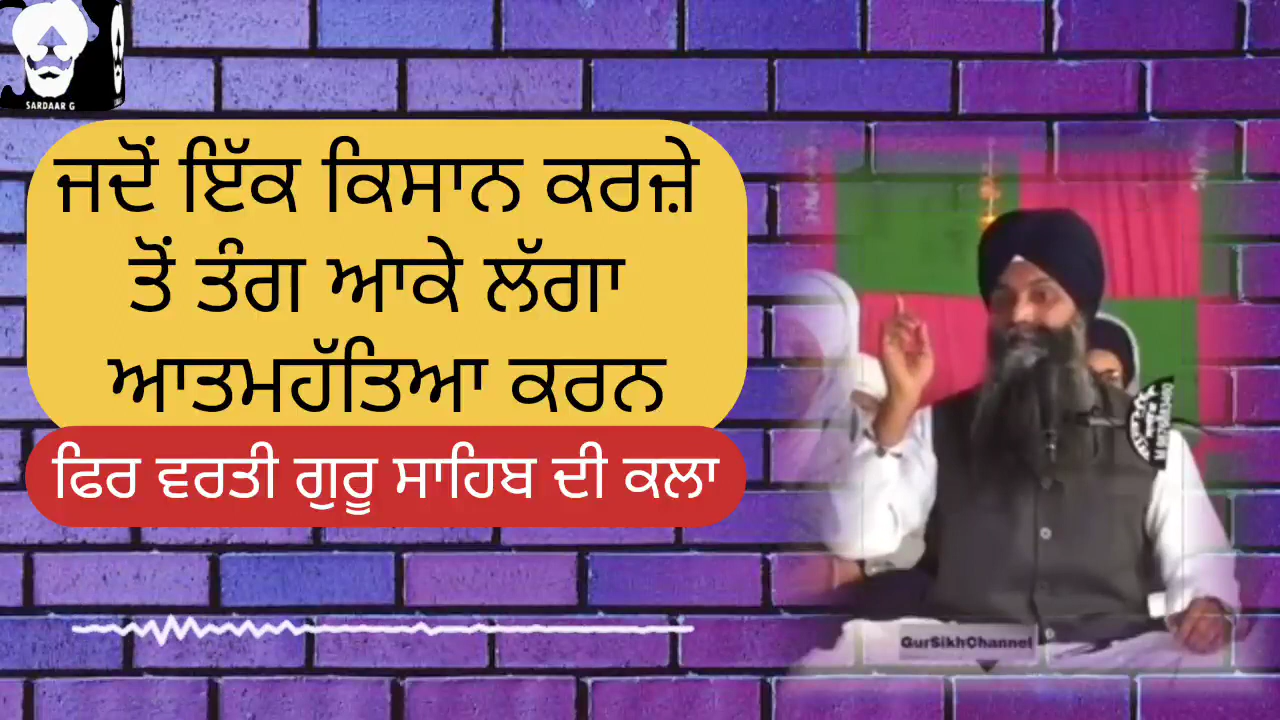 SARDAAR G
ਜਦੋਂ ਇੱਕ ਕਿਸਾਨ ਕਰਜ਼ੇ
ਤੋਂ ਤੰਗ ਆਕੇ ਲੱਗਾ
ਆਤਮਹੱਤਿਆ ਕਰਨ
ਫਿਰ ਵਰਤੀ ਗੁਰੂ ਸਾਹਿਬ ਦੀ ਕਲਾ
GurSikhChannel